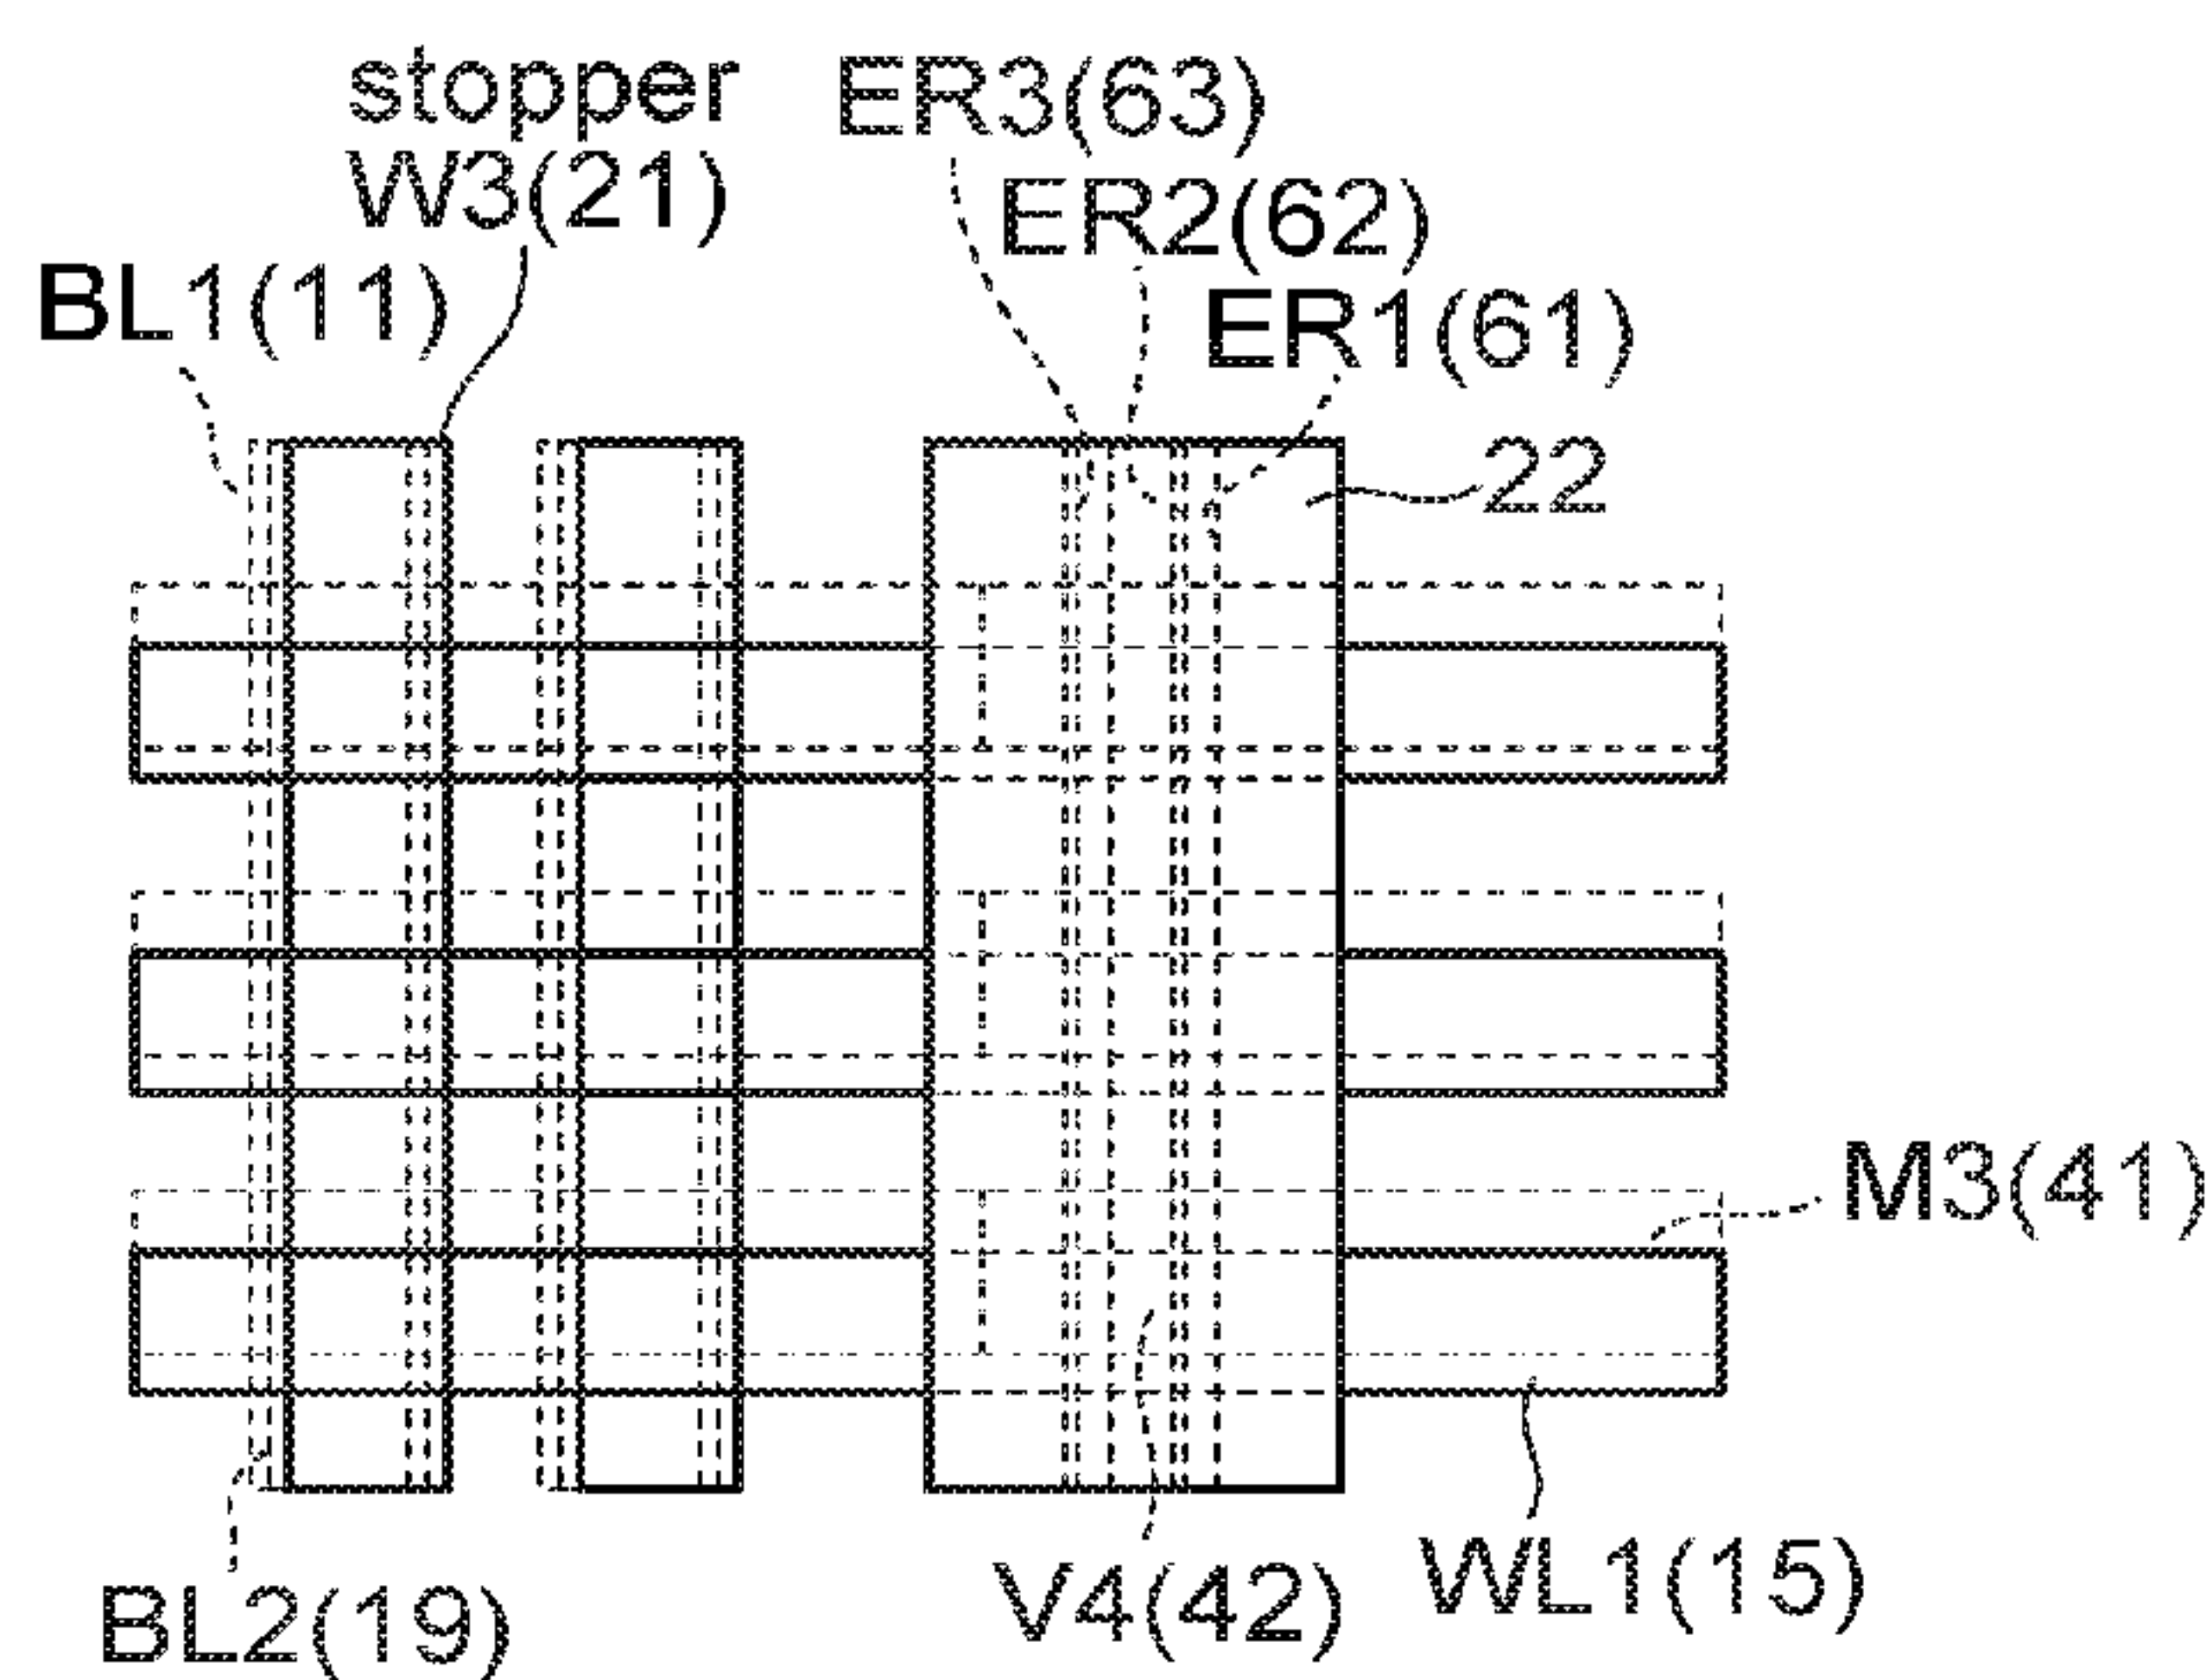 stopper
W3(21)
ER3(63)
ER2(62)
BL1(11)
ER1(61)
22
M3(41)
BL2(19)
V4(42)
WL1(15)